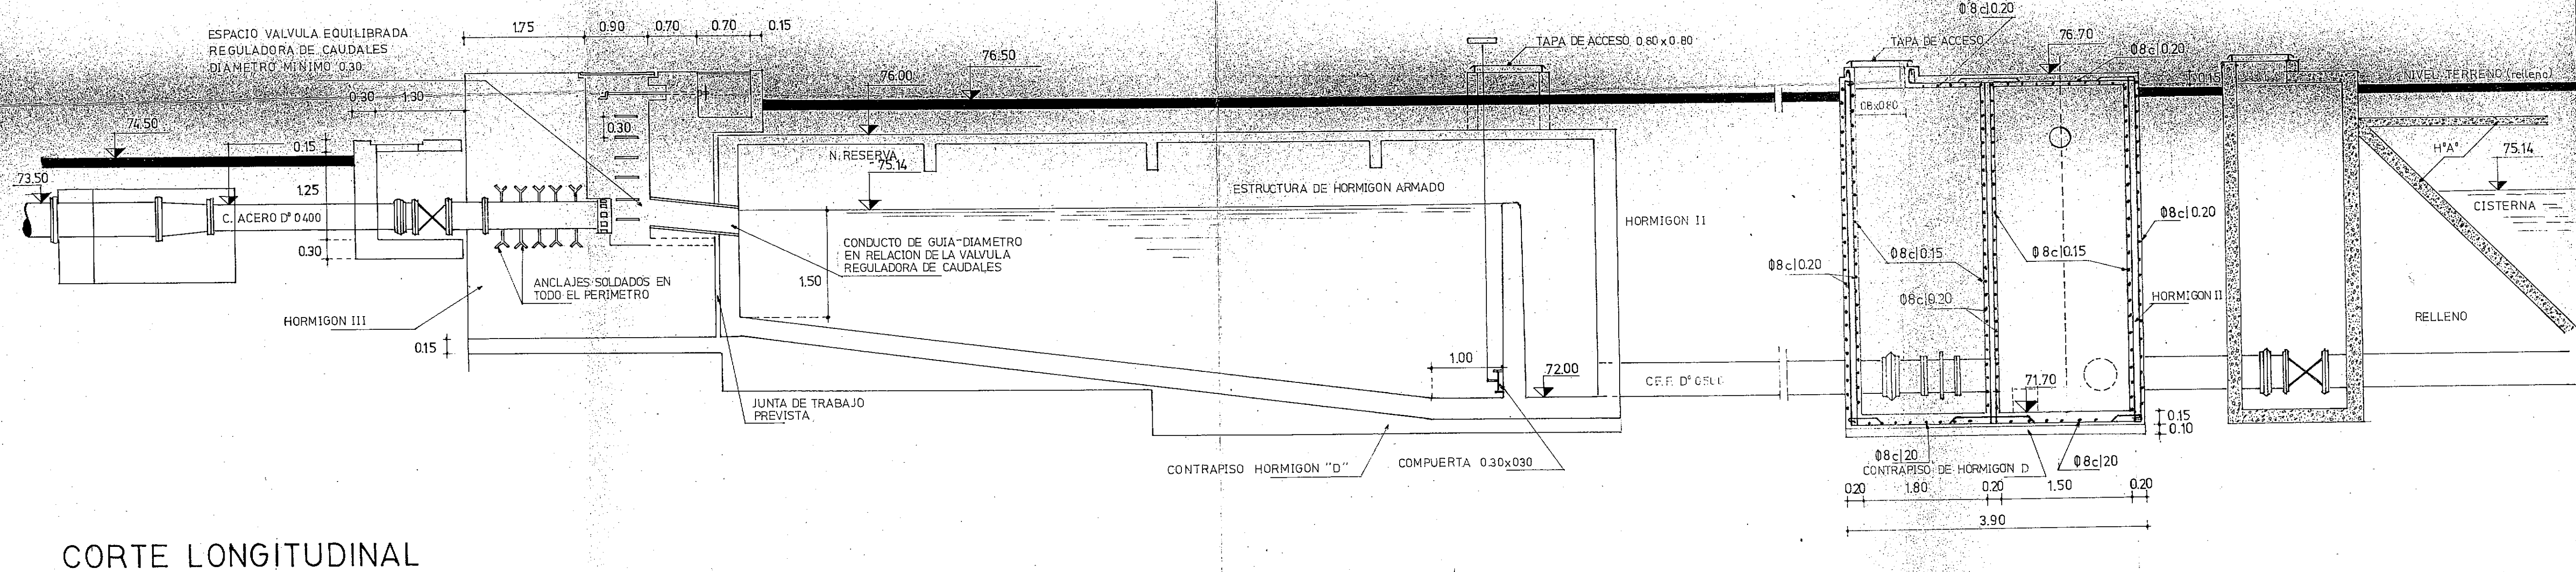 ESPACIO VALVULA EQUILIBRADA
REGULADORA DE CAUDALES
DIAMETRO MINIMO 0.30
1.75
0.90
0.70
0.70
0.15
0.30
1.30
74.50
0.15
73.50
1.25
C. ACERO Dº 0.400
0.30
0.30
ANCLAJES SOLDADOS EN
TODO EL PERIMETRO
HORMIGON III
0.15
76.00
76.50
N. RESERVA
75.14
ESTRUCTURA DE HORMIGON ARMADO
CONDUCTO DE GUIA-DIAMETRO
EN RELACION DE LA VALVULA
REGULADORA DE CAUDALES
1.50
JUNTA DE TRABAJO
PREVISTA
TAPA DE ACCESO 0.80x0.80
HORMIGON II
1.00
72.00
CONTRAPISO HORMIGON "D"
COMPUERTA 0.30x030
Ø8c|0.20
TAPA DE ACCESO
76.70
Ø8c|0.20
0.15
Ø8c|0.20
Ø8c|0.15
Ø8c|0.15
Ø8c|0.20
Ø8c|0.20
HORMIGON II
71.70
0.15
0.10
Ø8c|20
CONTRAPISO DE HORMIGON D
Ø8c|20
0.20
1.80
0.20
1.50
0.20
3.90
NIVEL TERRENO (relleno)
HºAº
75.14
CISTERNA
RELLENO
CORTE LONGITUDINAL